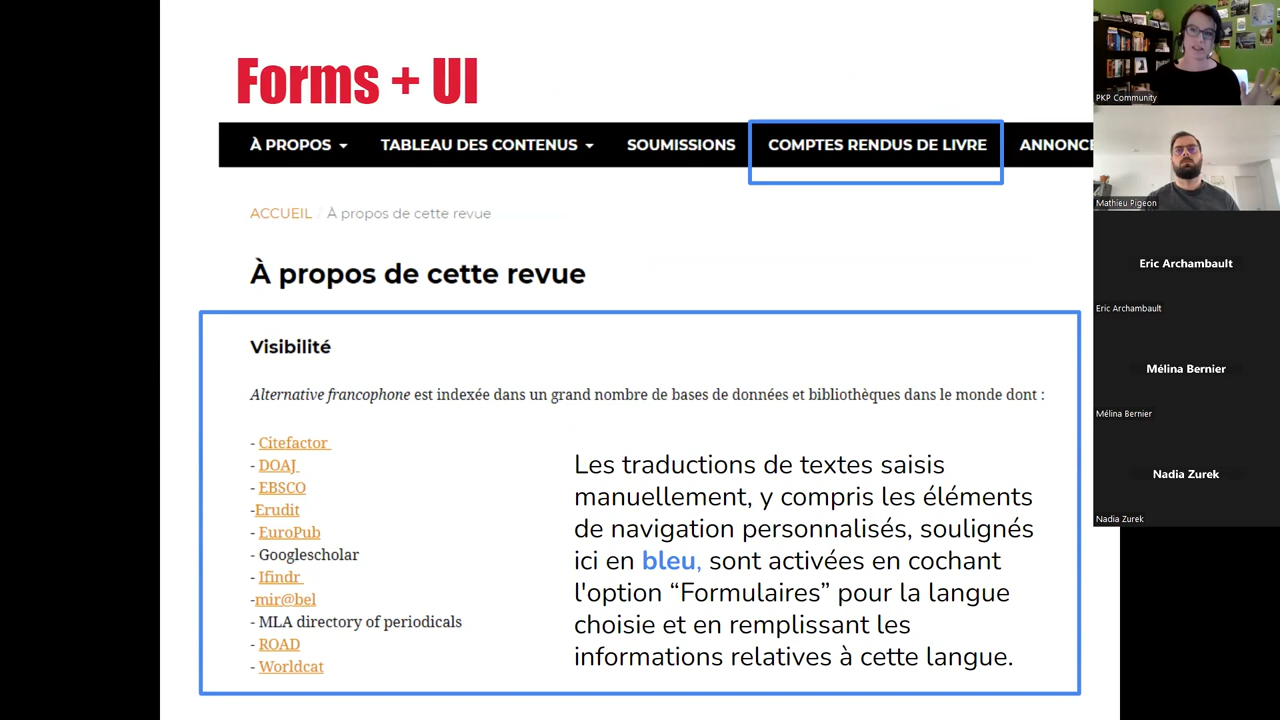 Forms + UI
À PROPOS TABLEAU DES CONTENUS SOUMISSIONS COMPTES RENDUS DE LIVRE ANNONCE
ACCUEIL / À propos de cette revue
À propos de cette revue
Visibilité
Alternative francophone est indexée dans un grand nombre de bases de données et bibliothèques dans le monde dont :
- Citefactor
- DOAJ
- EBSCO
-Erudit
- EuroPub
- Googlescholar
- Ifindr
-mir@bel
- MLA directory of periodicals
- ROAD
- Worldcat
Les traductions de textes saisis
manuellement, y compris les éléments
de navigation personnalisés, soulignés
ici en bleu, sont activées en cochant
l'option “Formulaires” pour la langue
choisie et en remplissant les
informations relatives à cette langue.
PKP Community
Mathieu Pigeon
Eric Archambault
Eric Archambault
Mélina Bernier
Mélina Bernier
Nadia Zurek
Nadia Zurek